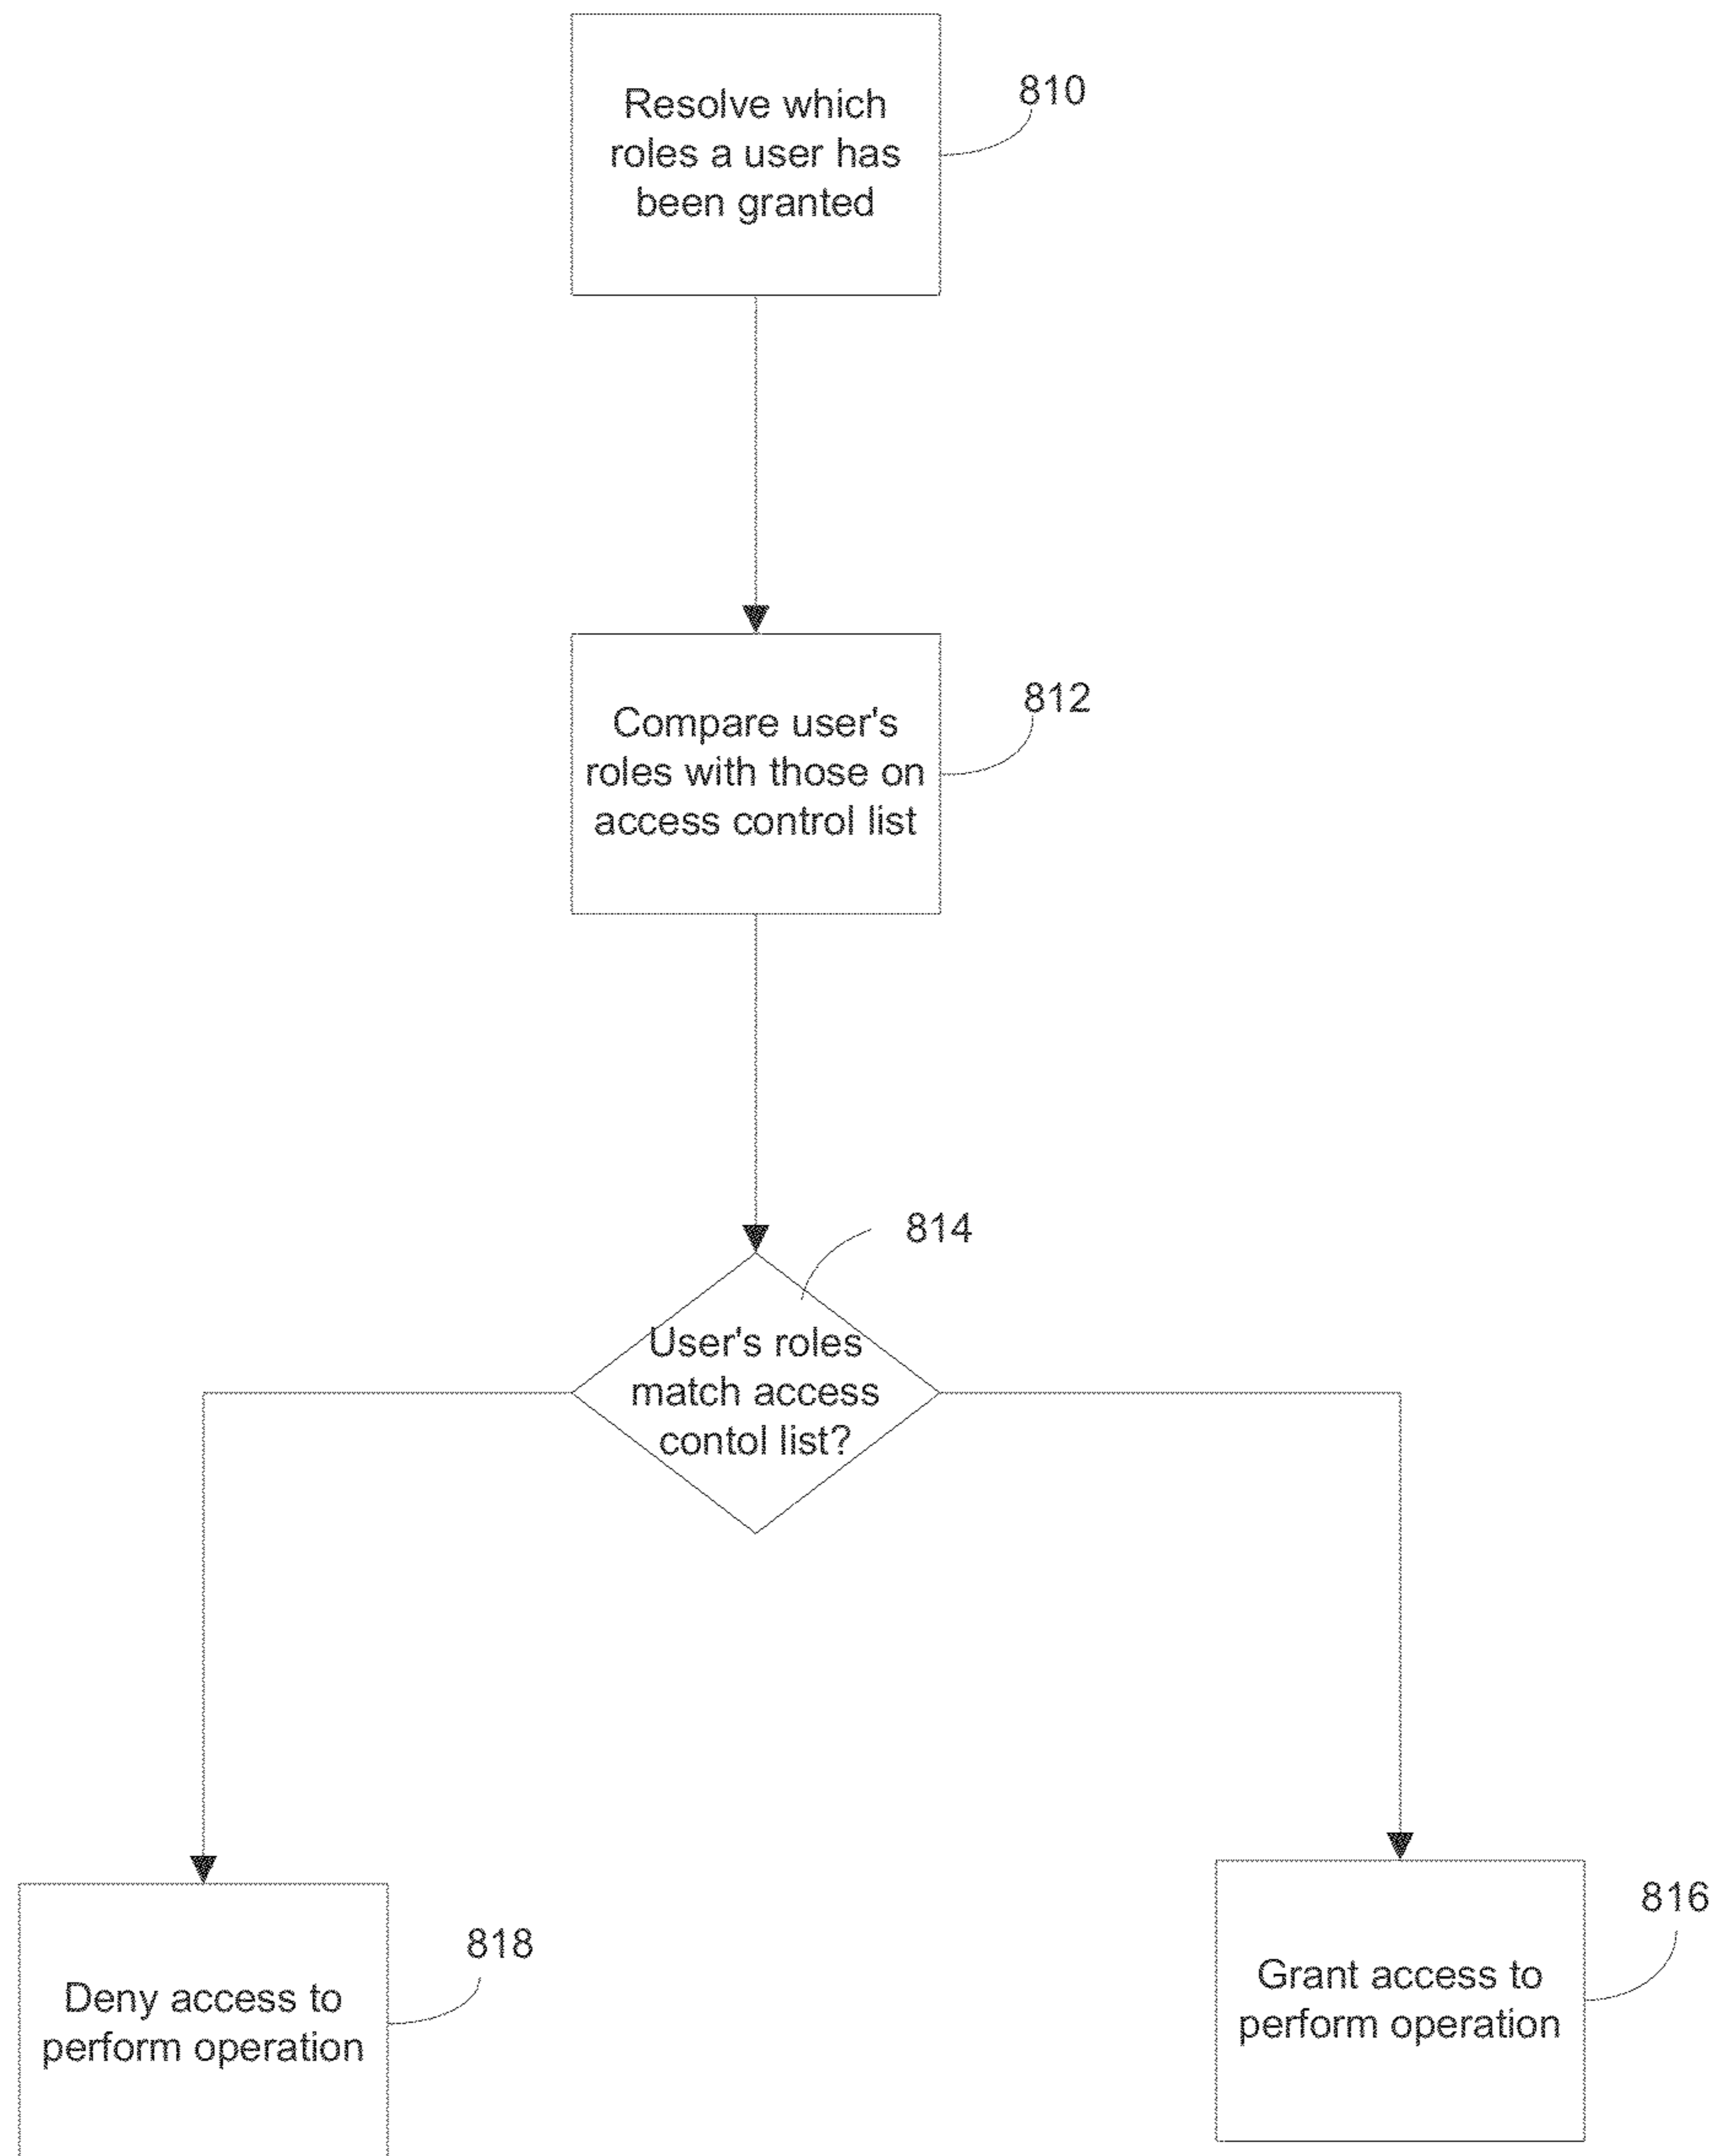 Resolve which
roles a user has
been granted
810
Compare user's
roles with those on
access control list
812
814
User's roles
match access
contol list?
818
Deny access to
perform operation
816
Grant access to
perform operation